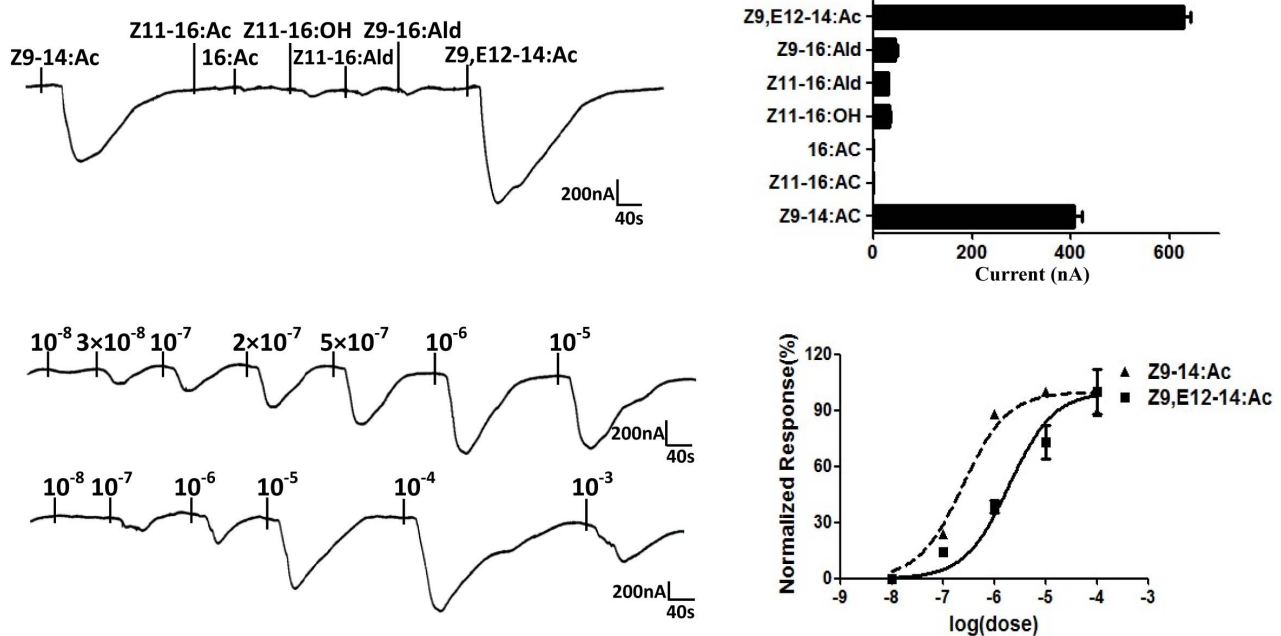 Z11-16:Ac Z11-16:OH Z9-16:Ald
Z9-14:Ac 16:Ac Z11-16:Ald Z9,E12-14:Ac
200nA
40s
Z9,E12-14:Ac
Z9-16:Ald
Z11-16:Ald
Z11-16:OH
16:AC
Z11-16:AC
Z9-14:AC
0 200 400 600
Current (nA)
10⁻⁸ 3×10⁻⁸ 10⁻⁷ 2×10⁻⁷ 5×10⁻⁷ 10⁻⁶ 10⁻⁵
200nA
40s
10⁻⁸ 10⁻⁷ 10⁻⁶ 10⁻⁵ 10⁻⁴ 10⁻³
200nA
40s
Normalized Response(%)
120
90
60
30
0
-9 -8 -7 -6 -5 -4 -3
log(dose)
Z9-14:Ac
Z9,E12-14:Ac